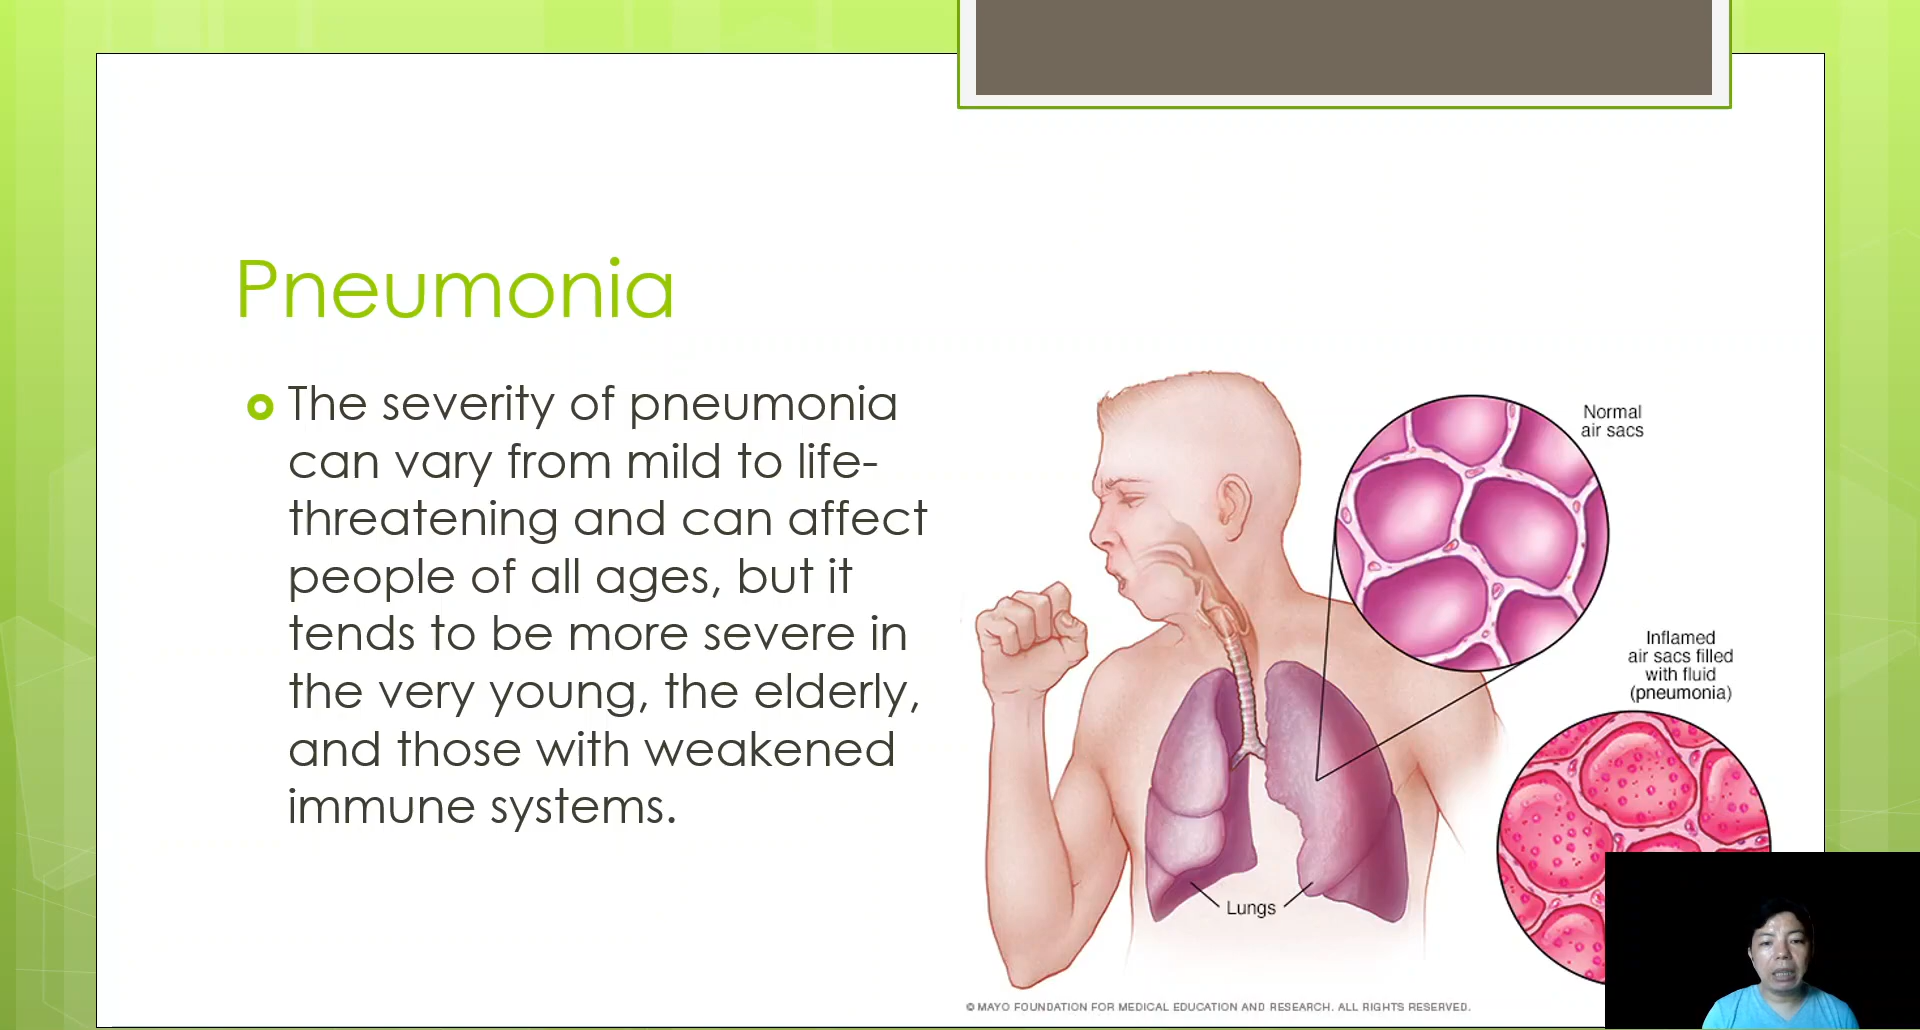 Pneumonia
The severity of pneumonia
can vary from mild to life-
threatening and can affect
people of all ages, but it
tends to be more severe in
the very young, the elderly,
and those with weakened
immune systems.
Normal
air sacs
Inflamed
air sacs filled
with fluid
(pneumonia)
Lungs
© MAYO FOUNDATION FOR MEDICAL EDUCATION AND RESEARCH. ALL RIGHTS RESERVED.